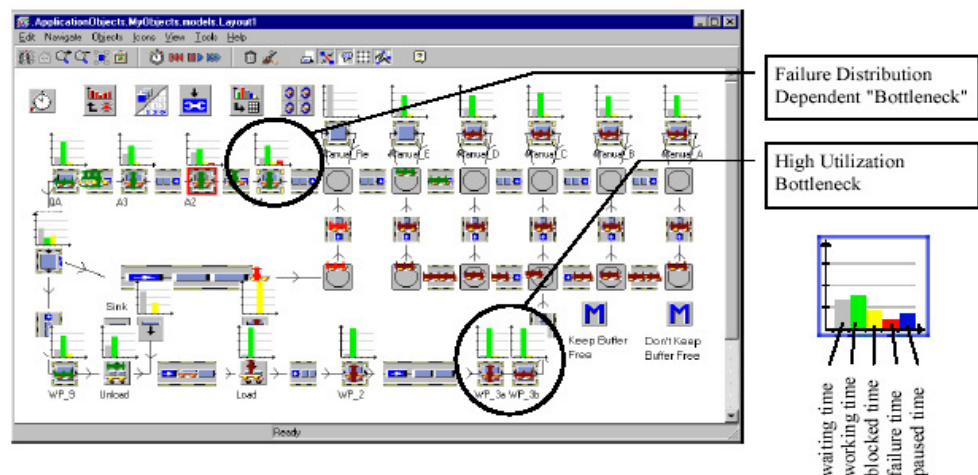 .ApplicationObjects.MyObjects.models.Layout1
Edit Navigate Objects Icons View Tools Help
Failure Distribution
Dependent "Bottleneck"
High Utilization
Bottleneck
Manual_Re Manual_E Manual_D Manual_C Manual_B Manual_A
QA A3 A2
Sink
Keep Buffer
Free
Don't Keep
Buffer Free
WP_9 Unload Load WP_2 WP_3a WP_3b
Ready
waiting time
working time
blocked time
failure time
paused time